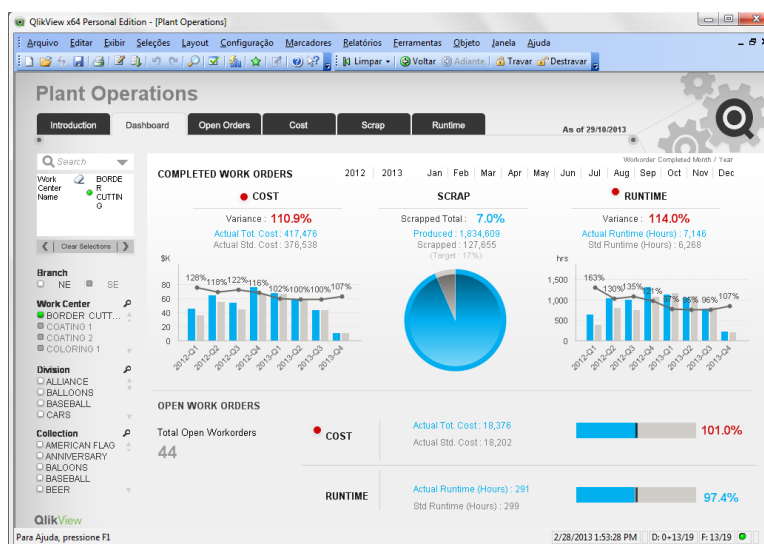 QlikView x64 Personal Edition - [Plant Operations]
Arquivo Editar Exibir Seleções Layout Configuração Marcadores Relatórios Ferramentas Objeto Janela Ajuda
Limpar Voltar Adiante Travar Destravar
Plant Operations
Introduction Dashboard Open Orders Cost Scrap Runtime
As of 29/10/2013
Search
Work Center Name
BORDE
R
CUTTIN
G
Clear Selections
Branch
NE SE
Work Center
BORDER CUTT...
COATING 1
COATING 2
COLORING 1
Division
ALLIANCE
BALLOONS
BASEBALL
CARS
Collection
AMERICAN FLAG
ANNIVERSARY
BALOONS
BASEBALL
BEER
QlikView
Workorder Completed Month / Year
COMPLETED WORK ORDERS 2012 2013 Jan Feb Mar Apr May Jun Jul Aug Sep Oct Nov Dec
COST
Variance : 110.9%
Actual Tot. Cost : 417,476
Actual Std. Cost : 376,538
$K
128% 118% 122% 116% 102% 100% 100% 107%
80
60
40
20
0
2012-Q1 2012-Q2 2012-Q3 2012-Q4 2013-Q1 2013-Q2 2013-Q3 2013-Q4
SCRAP
Scrapped Total : 7.0%
Produced : 1,834,609
Scrapped : 127,655
(Target : 17%)
RUNTIME
Variance : 114.0%
Actual Runtime (Hours) : 7,146
Std Runtime (Hours) : 6,268
hrs
163% 130% 135% 121% 97% 95% 96% 107%
1,500
1,000
500
0
2012-Q1 2012-Q2 2012-Q3 2012-Q4 2013-Q1 2013-Q2 2013-Q3 2013-Q4
OPEN WORK ORDERS
Total Open Workorders
44
COST
Actual Tot. Cost : 18,376
Actual Std. Cost : 18,202
101.0%
RUNTIME
Actual Runtime (Hours) : 291
Std Runtime (Hours) : 299
97.4%
Para Ajuda, pressione F1
2/28/2013 1:53:28 PM D: 0+13/19 F: 13/19